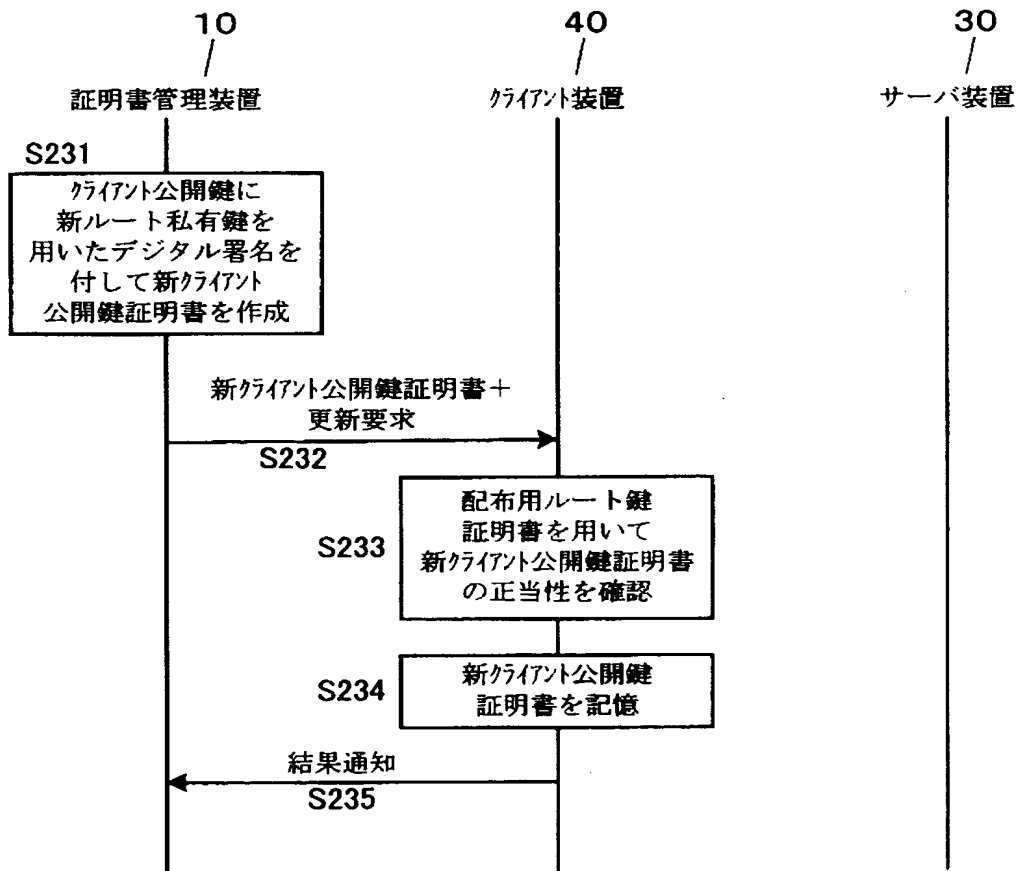 10
40
30
証明書管理装置
クライアント装置
サーバ装置
S231
クライアント公開鍵に
新ルート私有鍵を
用いたデジタル署名を
付して新クライアント
公開鍵証明書を作成
新クライアント公開鍵証明書+
更新要求
S232
S233
配布用ルート鍵
証明書を用いて
新クライアント公開鍵証明書
の正当性を確認
S234
新クライアント公開鍵
証明書を記憶
結果通知
S235